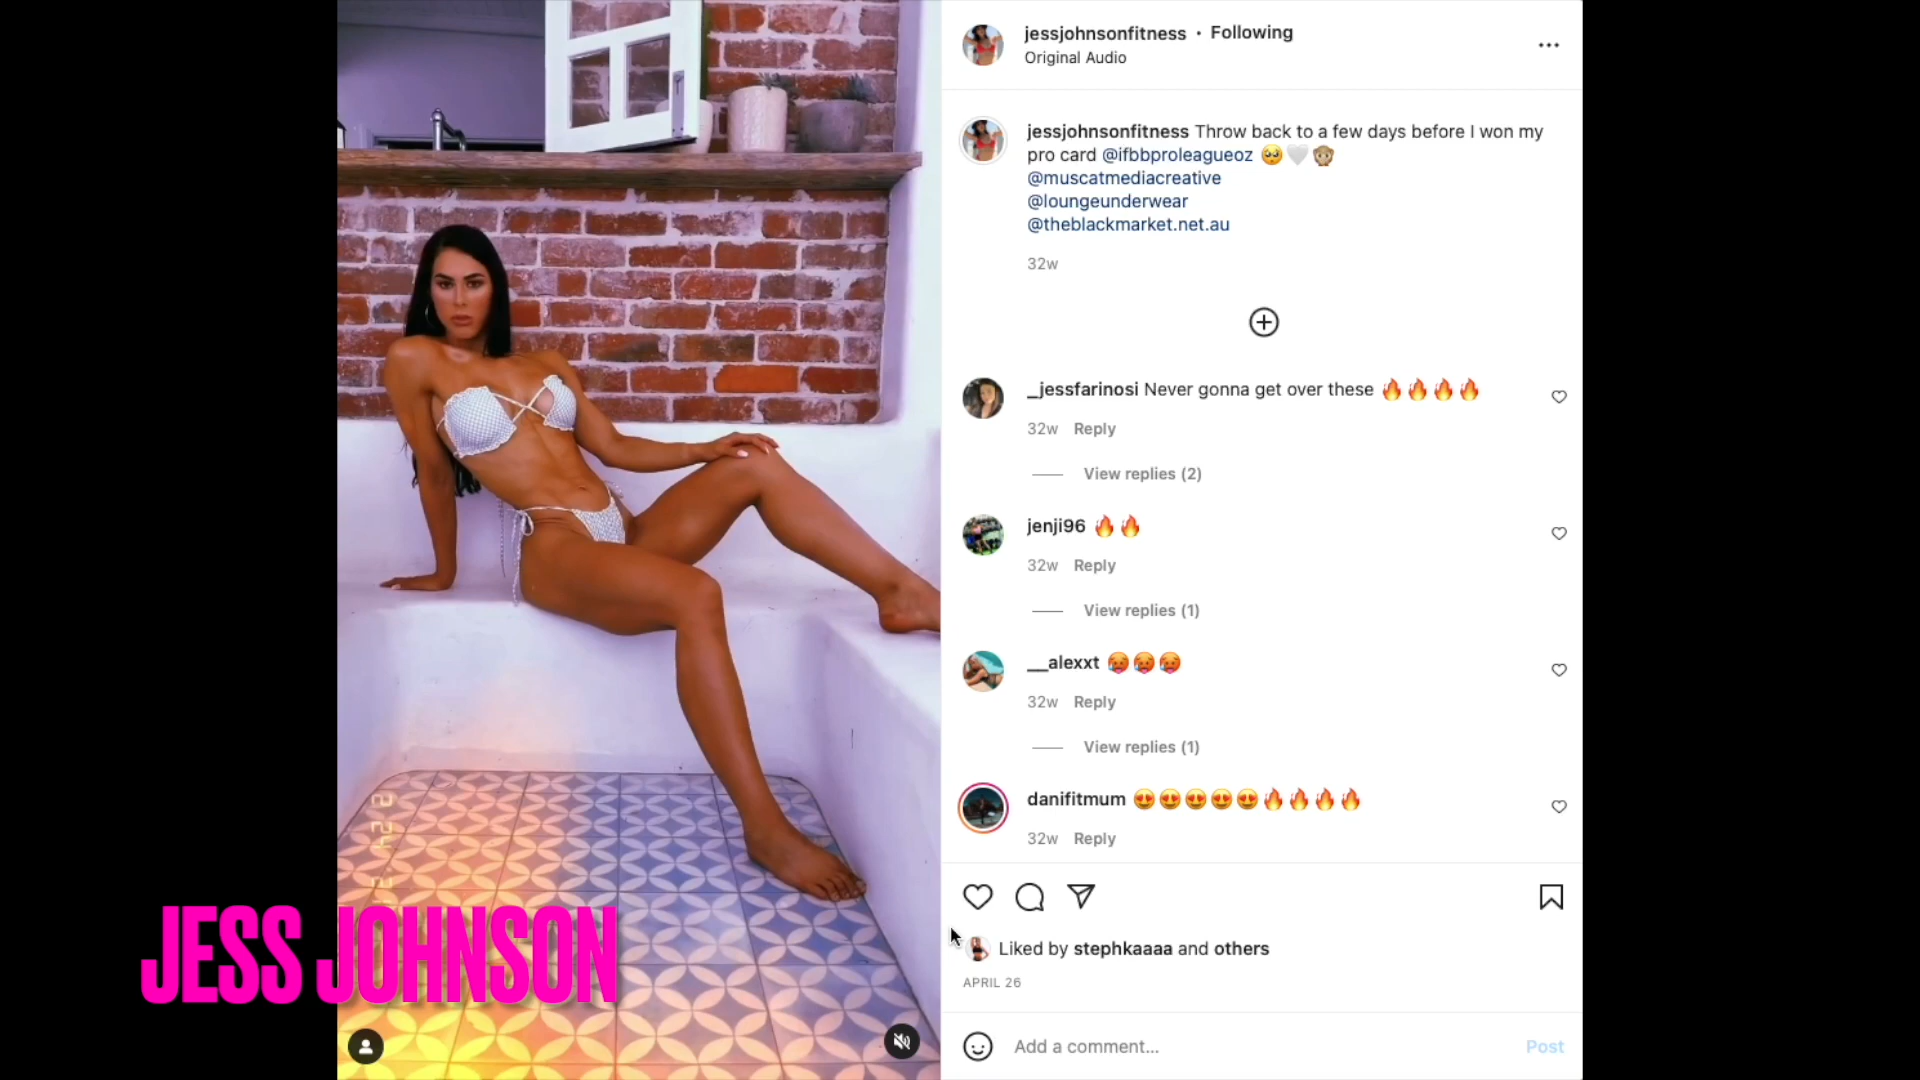 jessjohnsonfitness • Following
Original Audio
jessjohnsonfitness Throw back to a few days before I won my
pro card @ifbbproleagueoz 🥺🤍🙊
@muscatmediacreative
@loungeunderwear
@theblackmarket.net.au
32w
_jessfarinosi Never gonna get over these 🔥🔥🔥🔥
32w Reply
View replies (2)
jenji96 🔥🔥
32w Reply
View replies (1)
__alexxt 🥵🥵🥵
32w Reply
View replies (1)
danifitmum 😍😍😍😍😍🔥🔥🔥🔥
32w Reply
JESS JOHNSON
Liked by stephkaaaa and others
APRIL 26
Add a comment...
Post